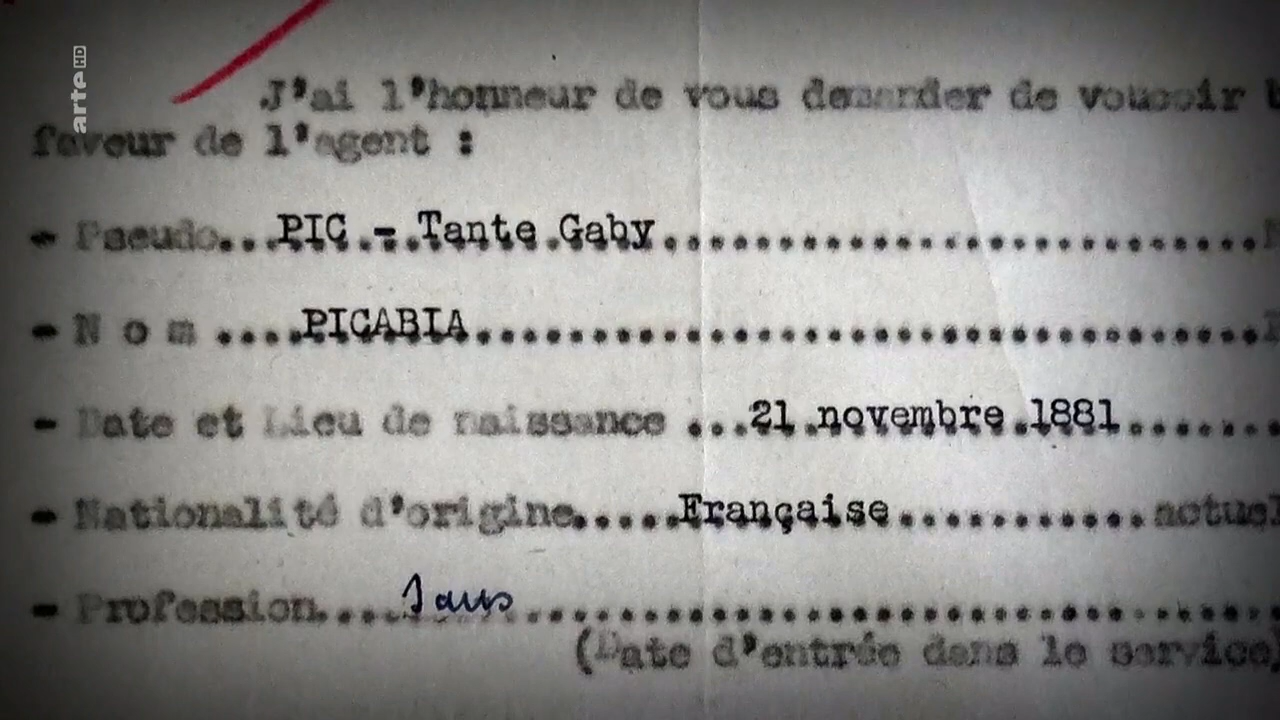 arte HD
J'ai l'honneur de vous demander de vouloir
faveur de l'agent :
- Pseudo...PIC.-.Tante Gaby..............................
- N o m ....PICABIA..............................
- Date et Lieu de naissance ...21 novembre 1881........
- Nationalité d'origine.....Française............actuel
- Profession....Sans..............................
(Date d'entrée dans le service)